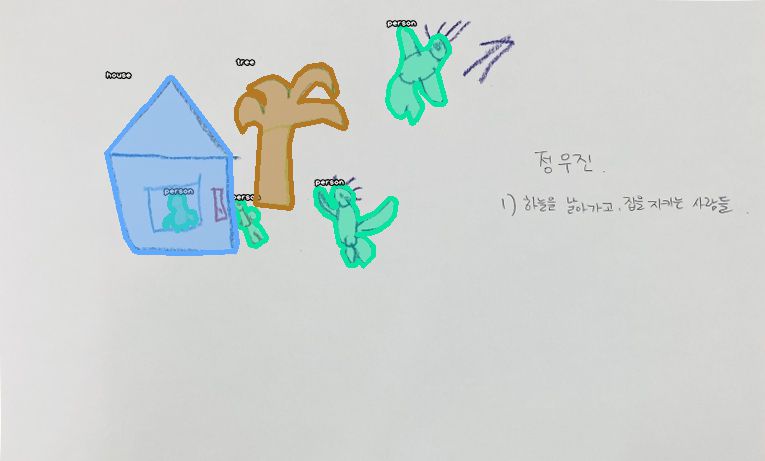 house
tree
person
person
person
person
정우진.
1) 하늘을 날아가고, 집을 지키는 사람들.